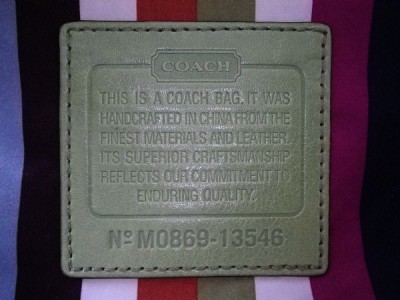 COACH
THIS IS A COACH BAG. IT WAS
HANDCRAFTED IN CHINA FROM THE
FINEST MATERIALS AND LEATHER.
ITS SUPERIOR CRAFTSMANSHIP
REFLECTS OUR COMMITMENT TO
ENDURING QUALITY.
Nº M0869-13546